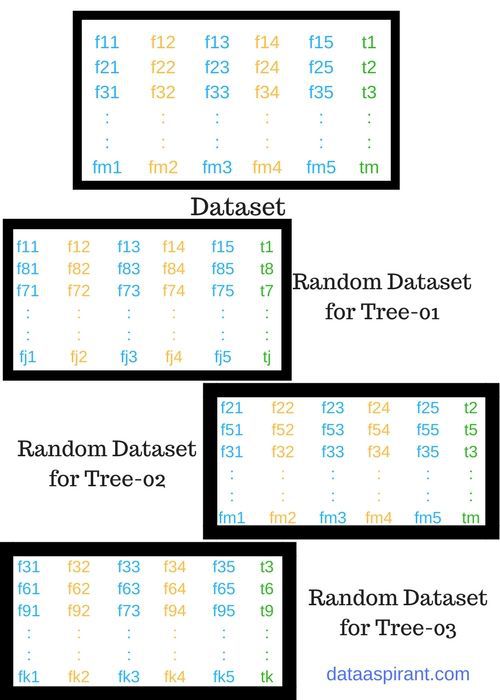 f11 f12 f13 f14 f15 t1
f21 f22 f23 f24 f25 t2
f31 f32 f33 f34 f35 t3
: : : : : :
: : : : : :
fm1 fm2 fm3 fm4 fm5 tm
Dataset
f11 f12 f13 f14 f15 t1
f81 f82 f83 f84 f85 t8
f71 f72 f73 f74 f75 t7
: : : : : :
: : : : : :
fj1 fj2 fj3 fj4 fj5 tj
Random Dataset
for Tree-01
f21 f22 f23 f24 f25 t2
f51 f52 f53 f54 f55 t5
f31 f32 f33 f34 f35 t3
: : : : : :
: : : : : :
fm1 fm2 fm3 fm4 fm5 tm
Random Dataset
for Tree-02
f31 f32 f33 f34 f35 t3
f61 f62 f63 f64 f65 t6
f91 f92 f73 f94 f95 t9
: : : : : :
: : : : : :
fk1 fk2 fk3 fk4 fk5 tk
Random Dataset
for Tree-03
dataaspirant.com